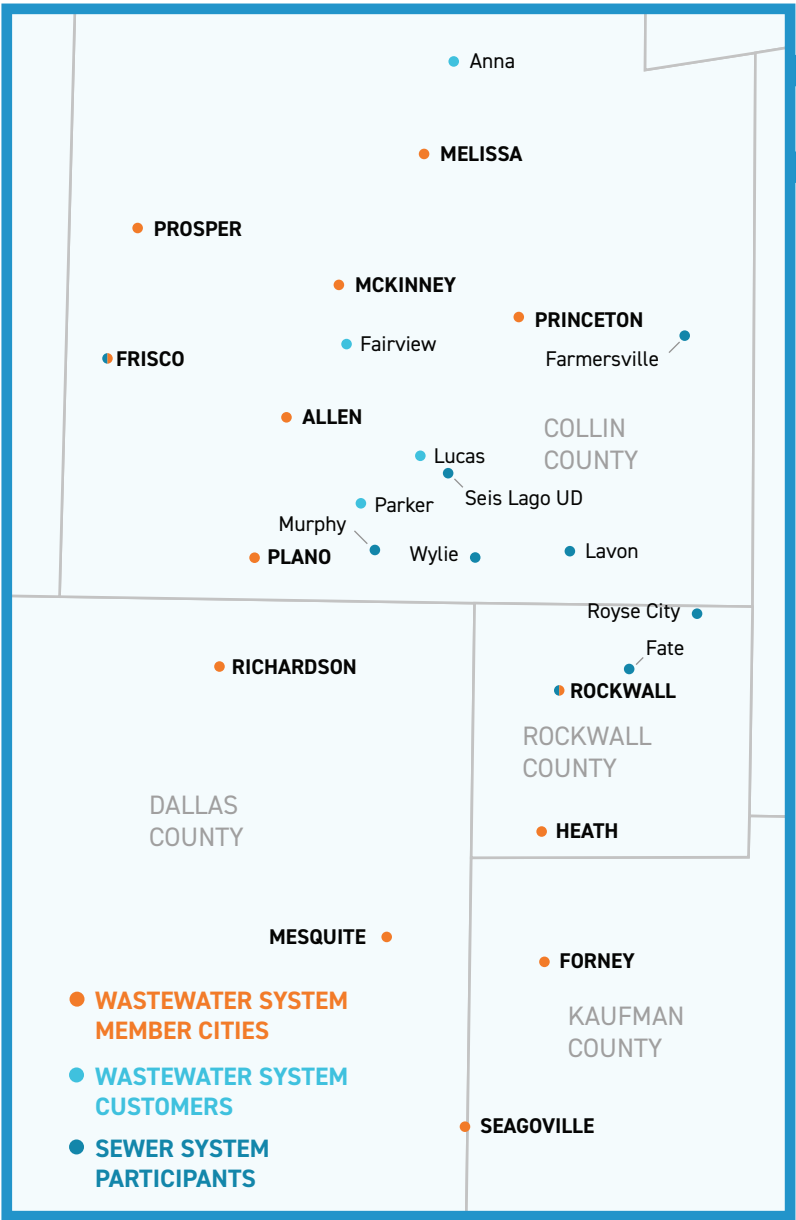 Anna
MELISSA
PROSPER
MCKINNEY
PRINCETON
Farmersville
Fairview
FRISCO
ALLEN
COLLIN
COUNTY
Lucas
Seis Lago UD
Parker
Murphy
Wylie
Lavon
PLANO
Royse City
Fate
RICHARDSON
ROCKWALL
ROCKWALL
COUNTY
DALLAS
COUNTY
HEATH
MESQUITE
FORNEY
KAUFMAN
COUNTY
SEAGOVILLE
WASTEWATER SYSTEM
MEMBER CITIES
WASTEWATER SYSTEM
CUSTOMERS
SEWER SYSTEM
PARTICIPANTS